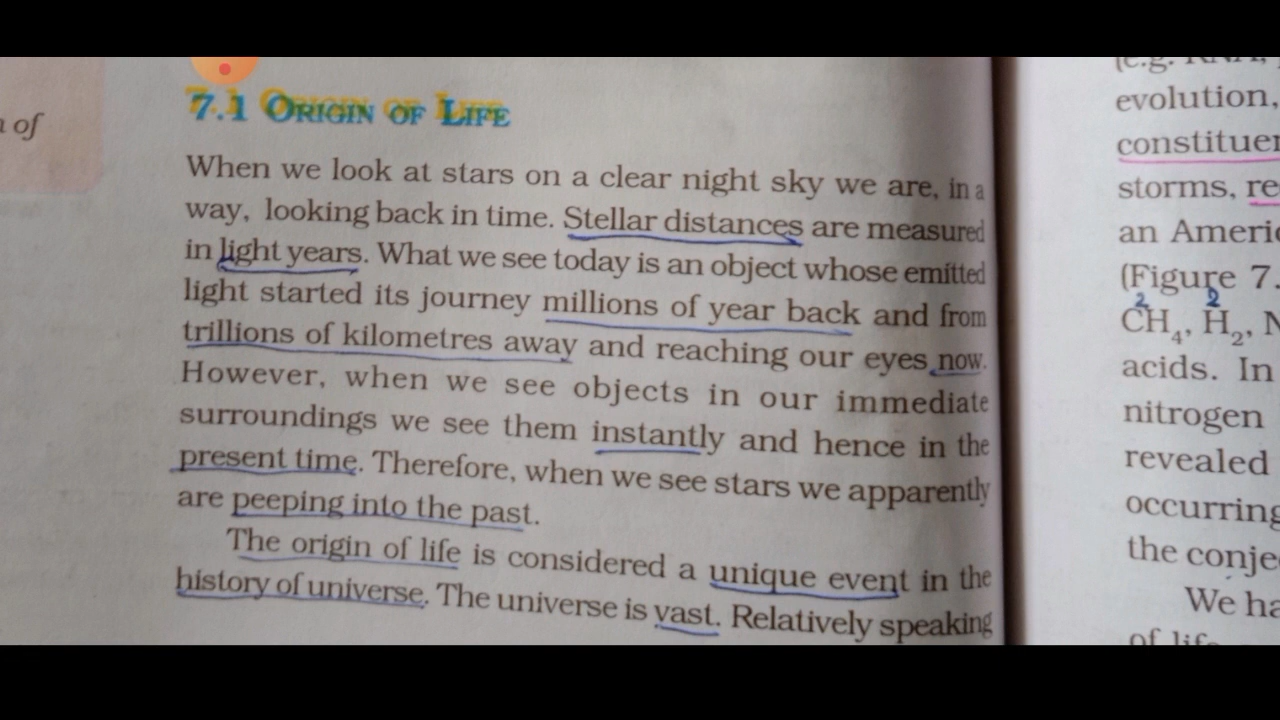 n of
7.1 ORIGIN OF LIFE
When we look at stars on a clear night sky we are, in a
way, looking back in time. Stellar distances are measured
in light years. What we see today is an object whose emitted
light started its journey millions of year back and from
trillions of kilometres away and reaching our eyes now.
However, when we see objects in our immediate
surroundings we see them instantly and hence in the
present time. Therefore, when we see stars we apparently
are peeping into the past.
The origin of life is considered a unique event in the
history of universe. The universe is vast. Relatively speaking
evolution,
constituen
storms, re
an Americ
(Figure 7.
2 2
CH4, H2, N
acids. In
nitrogen
revealed
occurring
the conje
We ha
of life